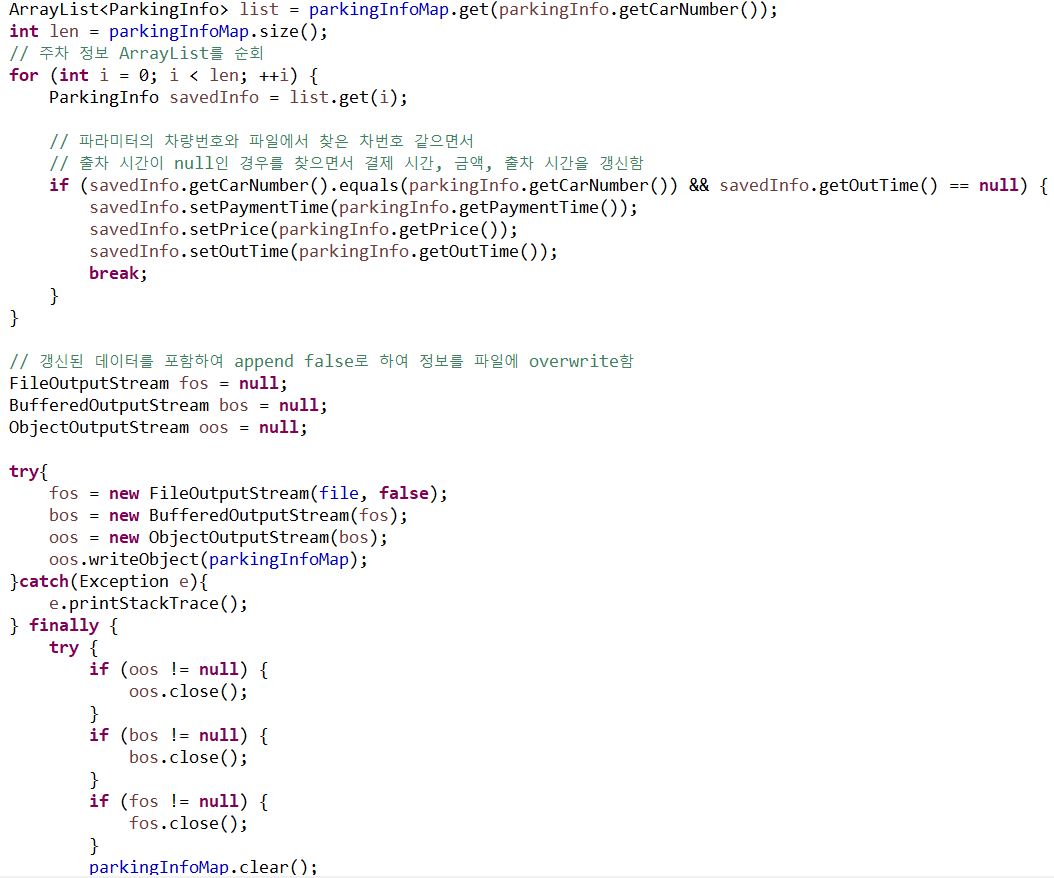 ArrayList<ParkingInfo> list = parkingInfoMap.get(parkingInfo.getCarNumber());
int len = parkingInfoMap.size();
// 주차 정보 ArrayList를 순회
for (int i = 0; i < len; ++i) {
    ParkingInfo savedInfo = list.get(i);

    // 파라미터의 차량번호와 파일에서 찾은 차번호 같으면서
    // 출차 시간이 null인 경우를 찾으면서 결제 시간, 금액, 출차 시간을 갱신함
    if (savedInfo.getCarNumber().equals(parkingInfo.getCarNumber()) && savedInfo.getOutTime() == null) {
        savedInfo.setPaymentTime(parkingInfo.getPaymentTime());
        savedInfo.setPrice(parkingInfo.getPrice());
        savedInfo.setOutTime(parkingInfo.getOutTime());
        break;
    }
}

// 갱신된 데이터를 포함하여 append false로 하여 정보를 파일에 overwrite함
FileOutputStream fos = null;
BufferedOutputStream bos = null;
ObjectOutputStream oos = null;

try{
    fos = new FileOutputStream(file, false);
    bos = new BufferedOutputStream(fos);
    oos = new ObjectOutputStream(bos);
    oos.writeObject(parkingInfoMap);
}catch(Exception e){
    e.printStackTrace();
} finally {
    try {
        if (oos != null) {
            oos.close();
        }
        if (bos != null) {
            bos.close();
        }
        if (fos != null) {
            fos.close();
        }
        parkingInfoMap.clear();